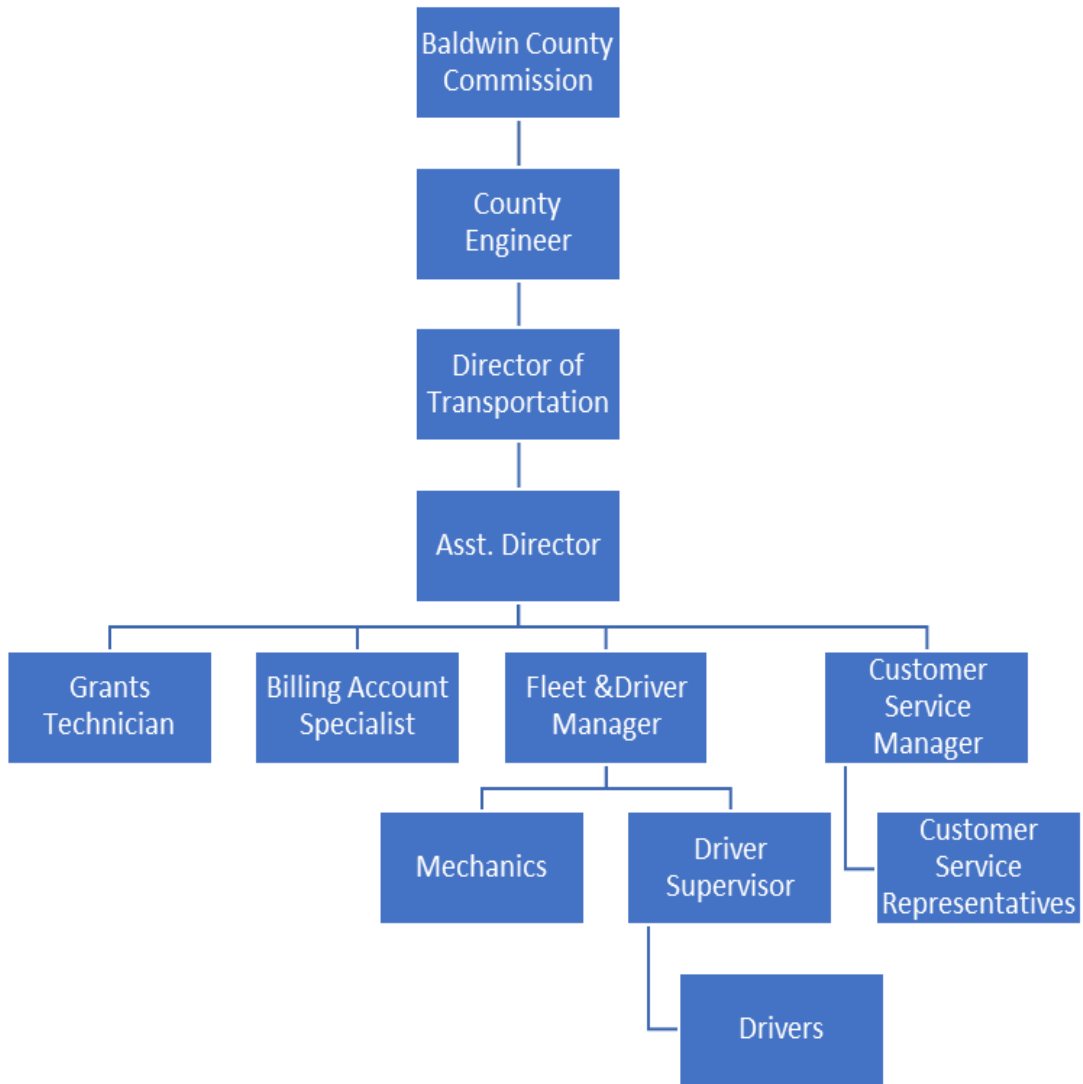 Baldwin County
Commission
County
Engineer
Director of
Transportation
Asst. Director
Grants
Technician
Billing Account
Specialist
Fleet &Driver
Manager
Customer
Service
Manager
Mechanics
Driver
Supervisor
Customer
Service
Representatives
Drivers